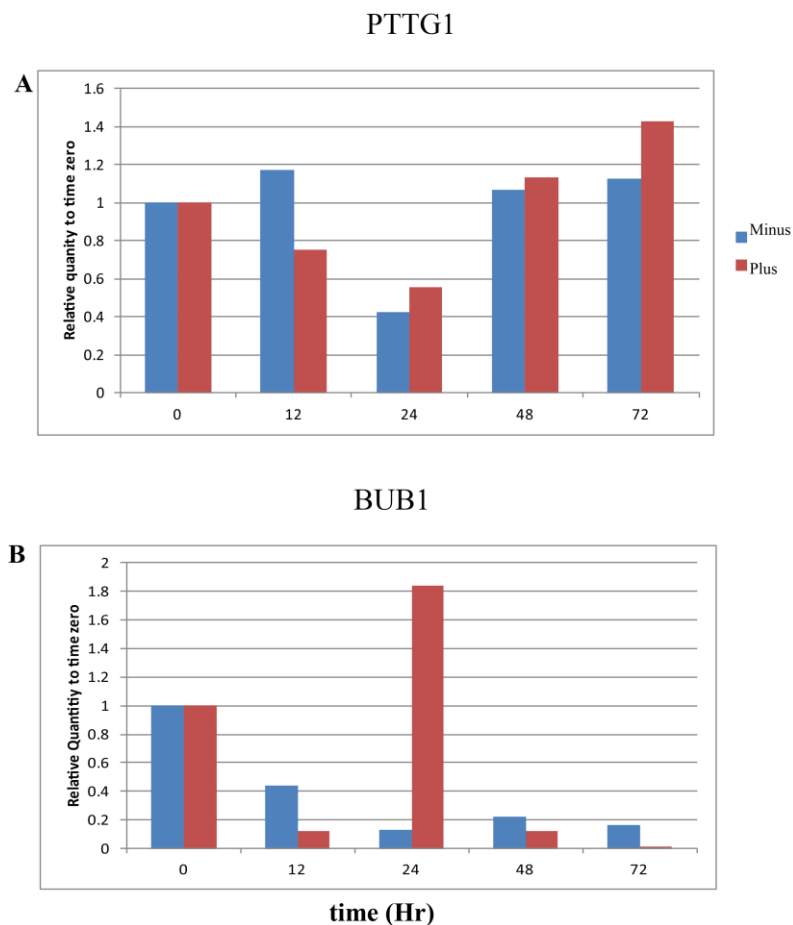 PTTG1
A
Relative quanity to time zero
1.6
1.4
1.2
1
0.8
0.6
0.4
0.2
0
0 12 24 48 72
Minus
Plus
BUB1
B
Relative Quantitiy to time zero
2
1.8
1.6
1.4
1.2
1
0.8
0.6
0.4
0.2
0
0 12 24 48 72
time (Hr)